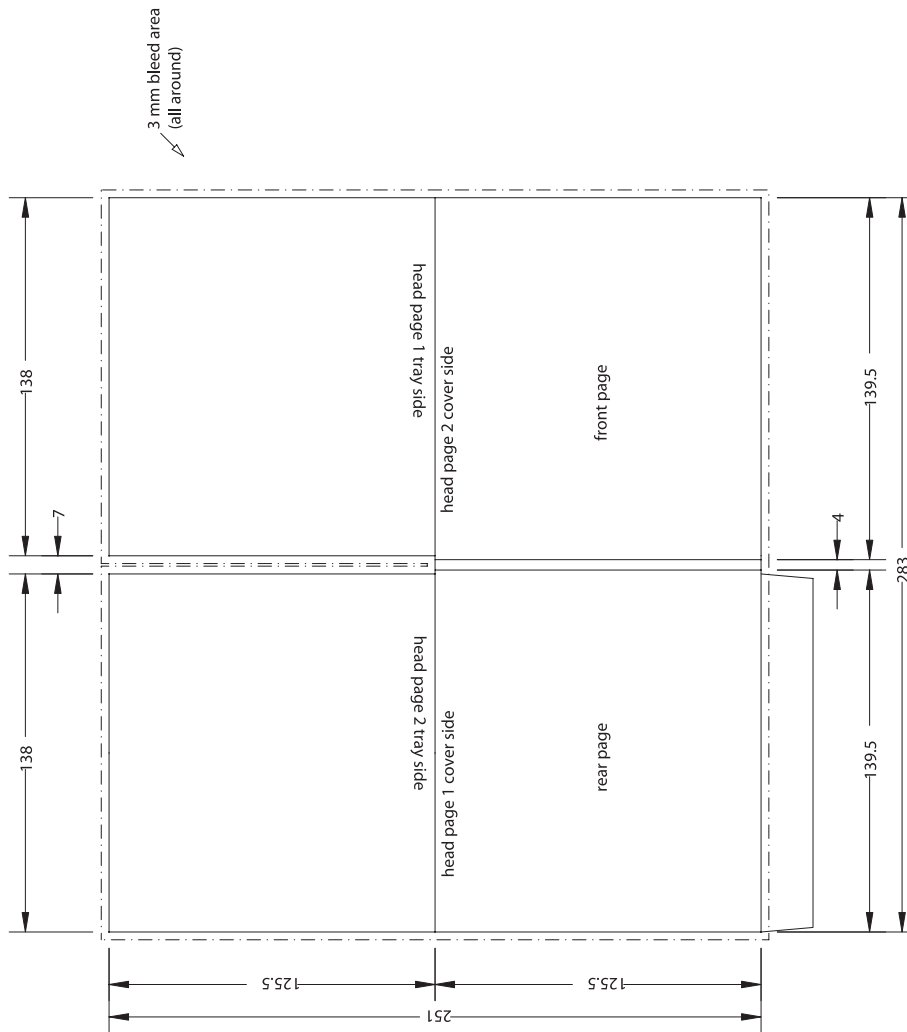 3 mm bleed area
(all around)
138
7
138
head page 1 tray side
head page 2 cover side
front page
head page 2 tray side
head page 1 cover side
rear page
139.5
4
283
139.5
125.5
125.5
251